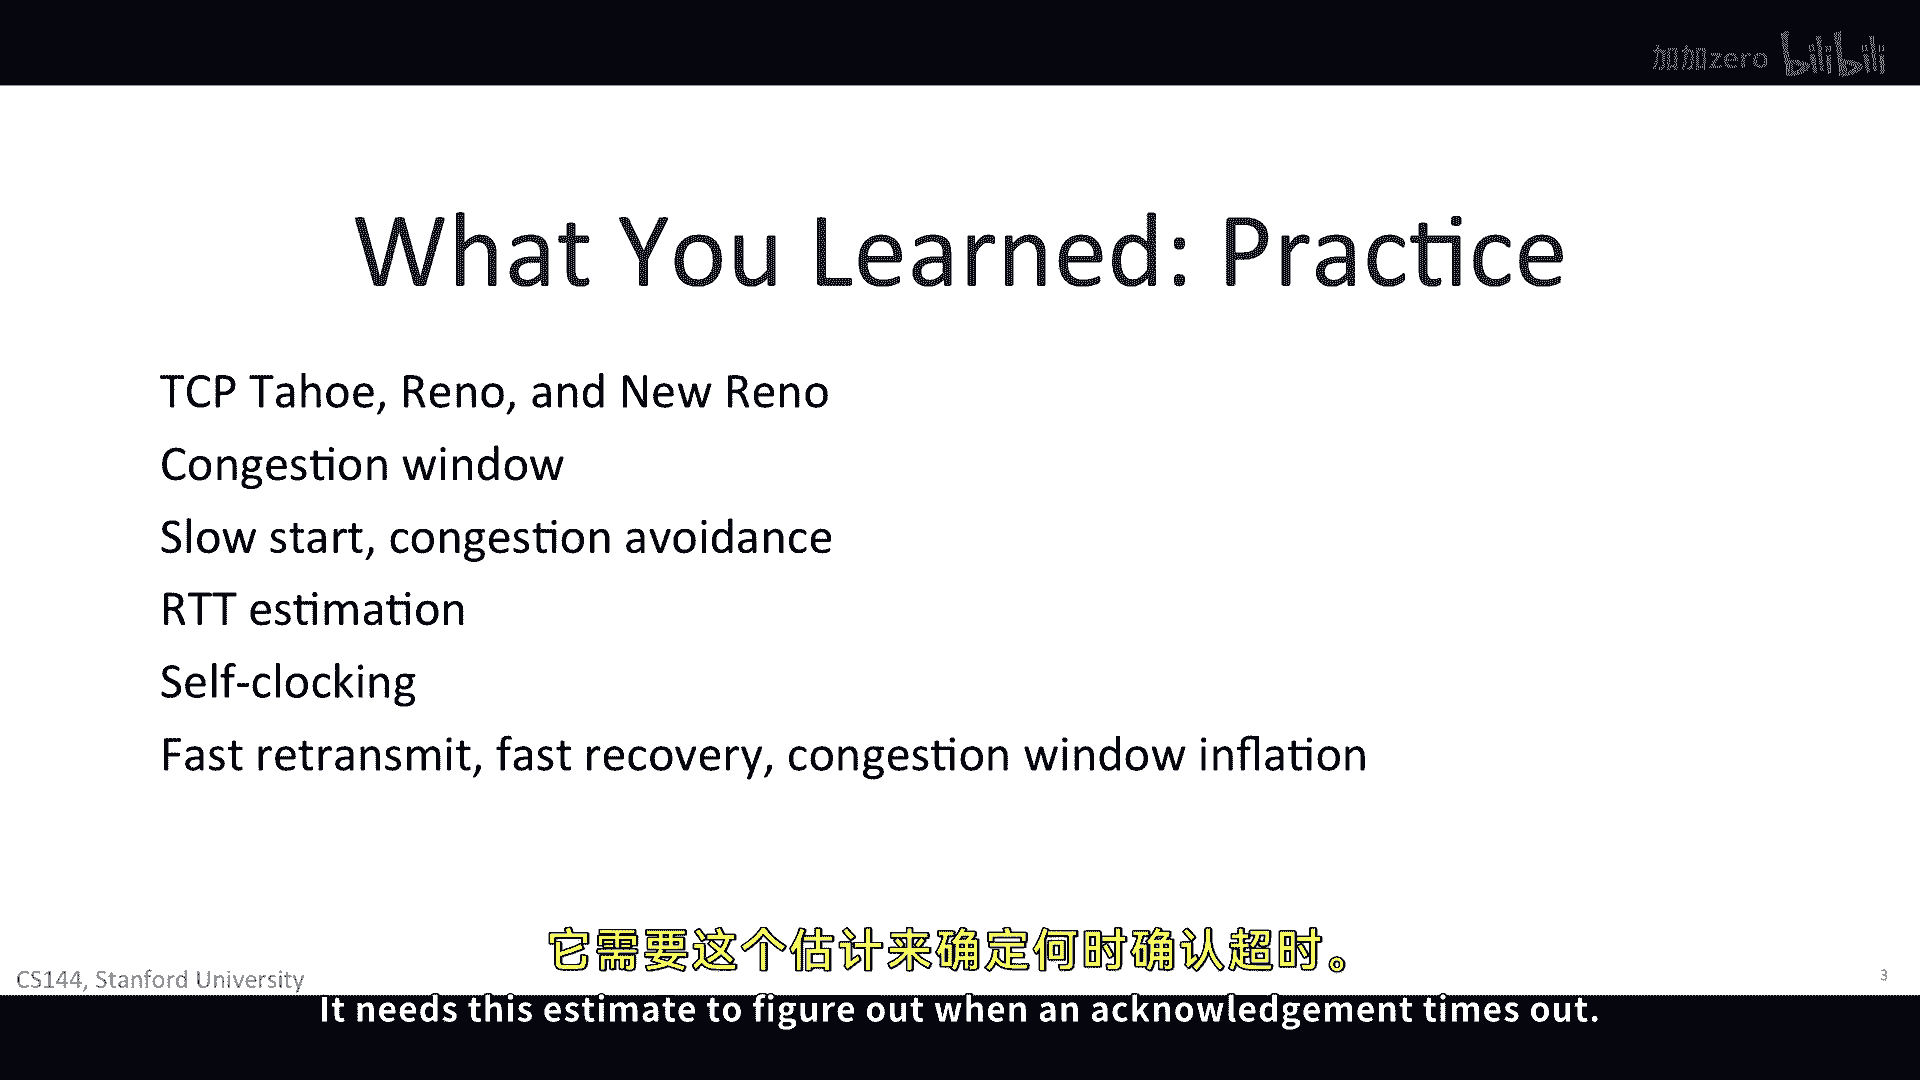 加加zero bilibili
What You Learned: Practice
TCP Tahoe, Reno, and New Reno
Congestion window
Slow start, congestion avoidance
RTT estimation
Self-clocking
Fast retransmit, fast recovery, congestion window inflation
它需要这个估计来确定何时确认超时。
CS144, Stanford University
3
It needs this estimate to figure out when an acknowledgement times out.